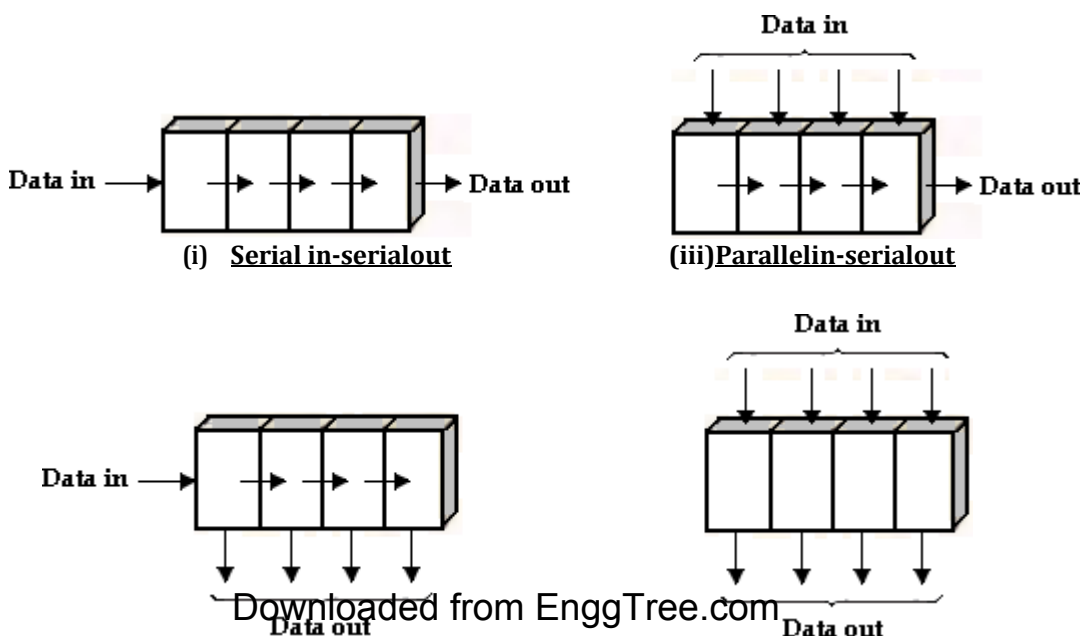 Data in
Data in
Data out
Data out
(i) Serial in-serialout
(iii)Parallelin-serialout
Data in
Data in
Downloaded from EnggTree.com
Data out
Data out